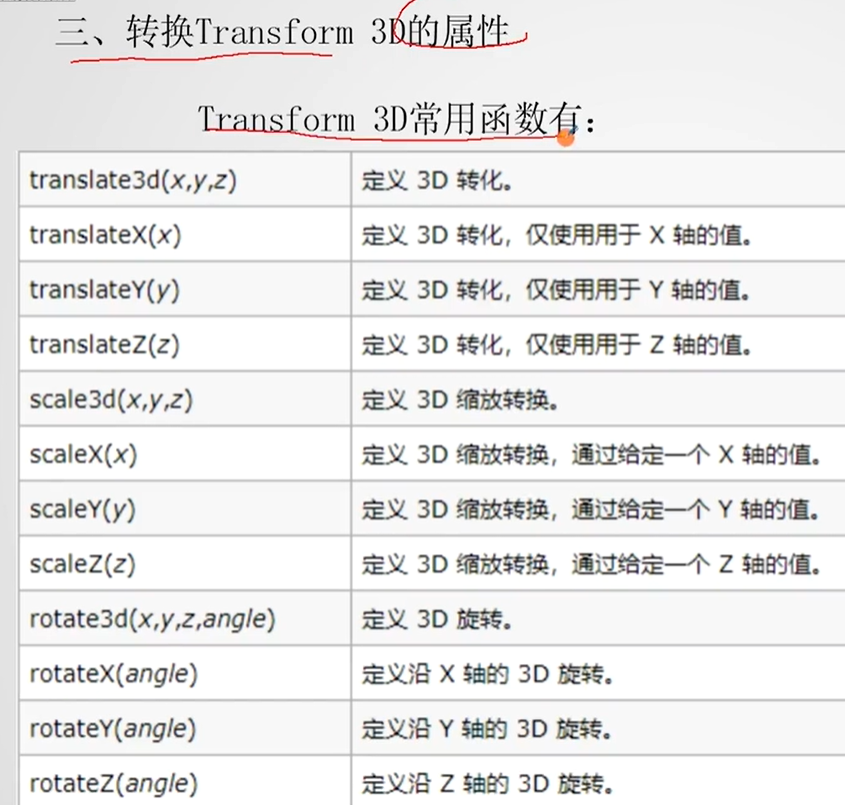 三、转换Transform 3D的属性
Transform 3D常用函数有：
translate3d(x,y,z) 定义 3D 转化。
translateX(x) 定义 3D 转化，仅使用用于 X 轴的值。
translateY(y) 定义 3D 转化，仅使用用于 Y 轴的值。
translateZ(z) 定义 3D 转化，仅使用用于 Z 轴的值。
scale3d(x,y,z) 定义 3D 缩放转换。
scaleX(x) 定义 3D 缩放转换，通过给定一个 X 轴的值。
scaleY(y) 定义 3D 缩放转换，通过给定一个 Y 轴的值。
scaleZ(z) 定义 3D 缩放转换，通过给定一个 Z 轴的值。
rotate3d(x,y,z,angle) 定义 3D 旋转。
rotateX(angle) 定义沿 X 轴的 3D 旋转。
rotateY(angle) 定义沿 Y 轴的 3D 旋转。
rotateZ(angle) 定义沿 Z 轴的 3D 旋转。